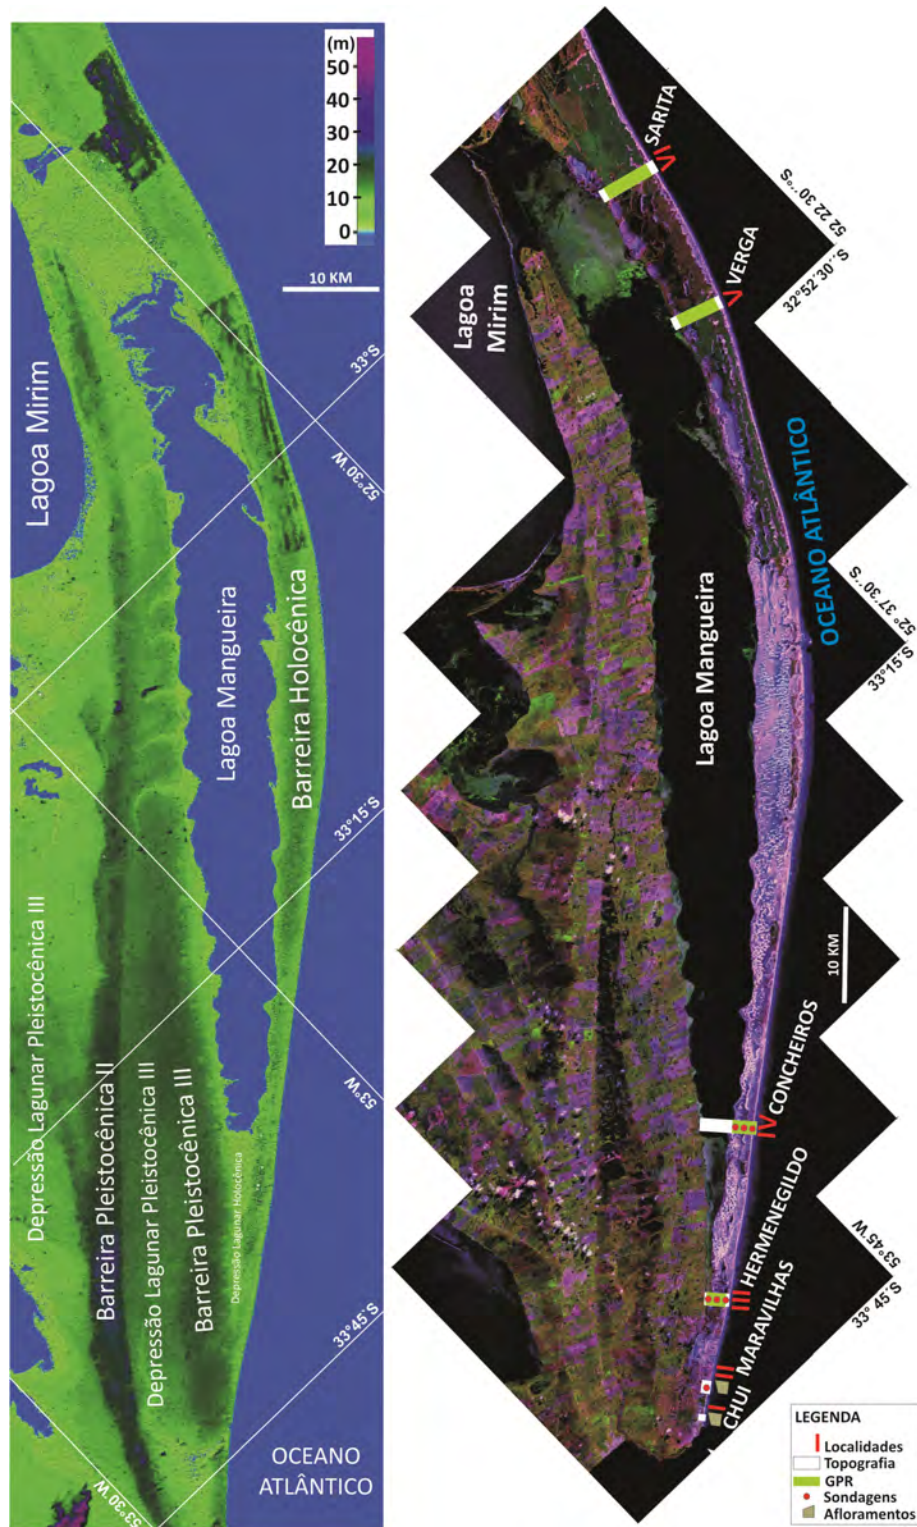 (m)
50
40
30
20
10
0
10 KM
Lagoa Mirim
33°S
52°30'W
Lagoa Mangueira
Barreira Holocênica
33°15'S
53°W
Depressão Lagunar Pleistocênica III
Barreira Pleistocênica II
Depressão Lagunar Pleistocênica III
Barreira Pleistocênica III
Depressão Lagunar Holocênica
33°45'S
53°30'W
OCEANO
ATLÂNTICO
VI SARITA
52 22 30´´S
V VERGA
32°52´30´´S
Lagoa
Mirim
OCEANO ATLÂNTICO
52° 37´30´´S
33°15´S
Lagoa Mangueira
10 KM
IV CONCHEIROS
III HERMENEGILDO
53°45´W
33° 45´S
II MARAVILHAS
I CHUI
LEGENDA
Localidades
Topografia
GPR
Sondagens
Afloramentos